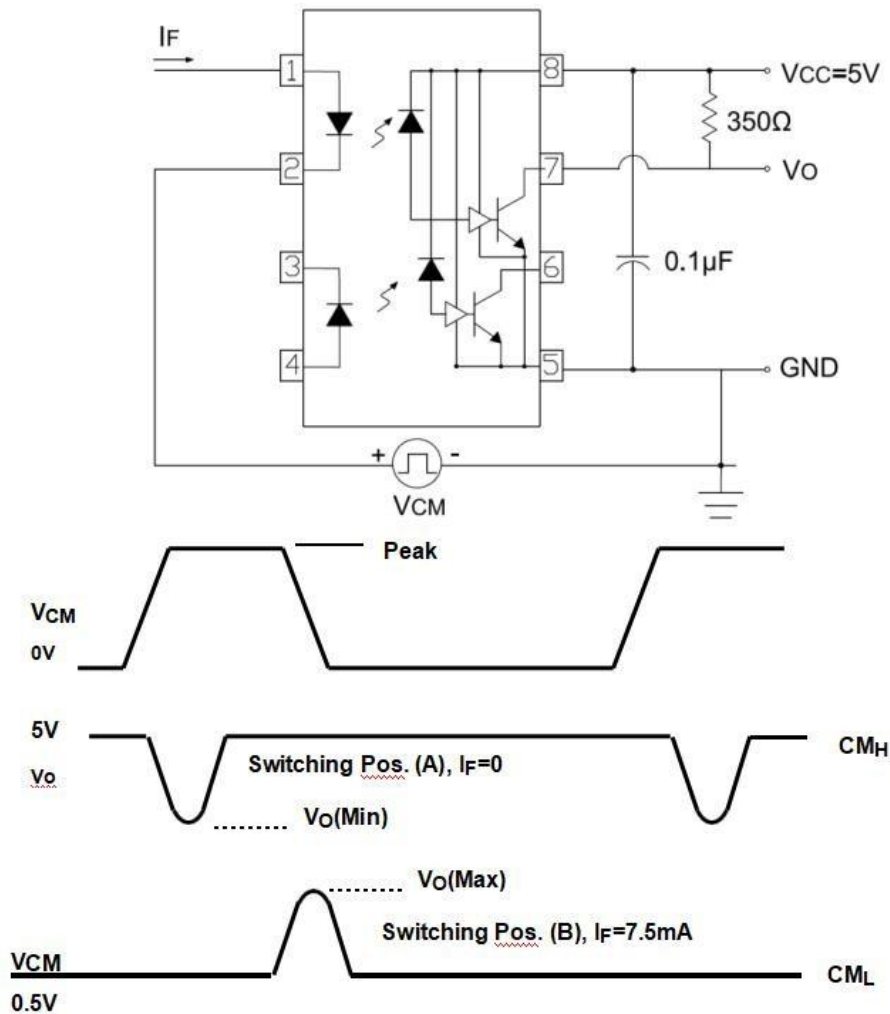 IF
1
8
VCC=5V
350Ω
2
7
VO
3
6
0.1µF
4
5
GND
+
-
VCM
Peak
VCM
0V
5V
CMH
Vo
Switching Pos. (A), IF=0
VO(Min)
VO(Max)
Switching Pos. (B), IF=7.5mA
VCM
CML
0.5V